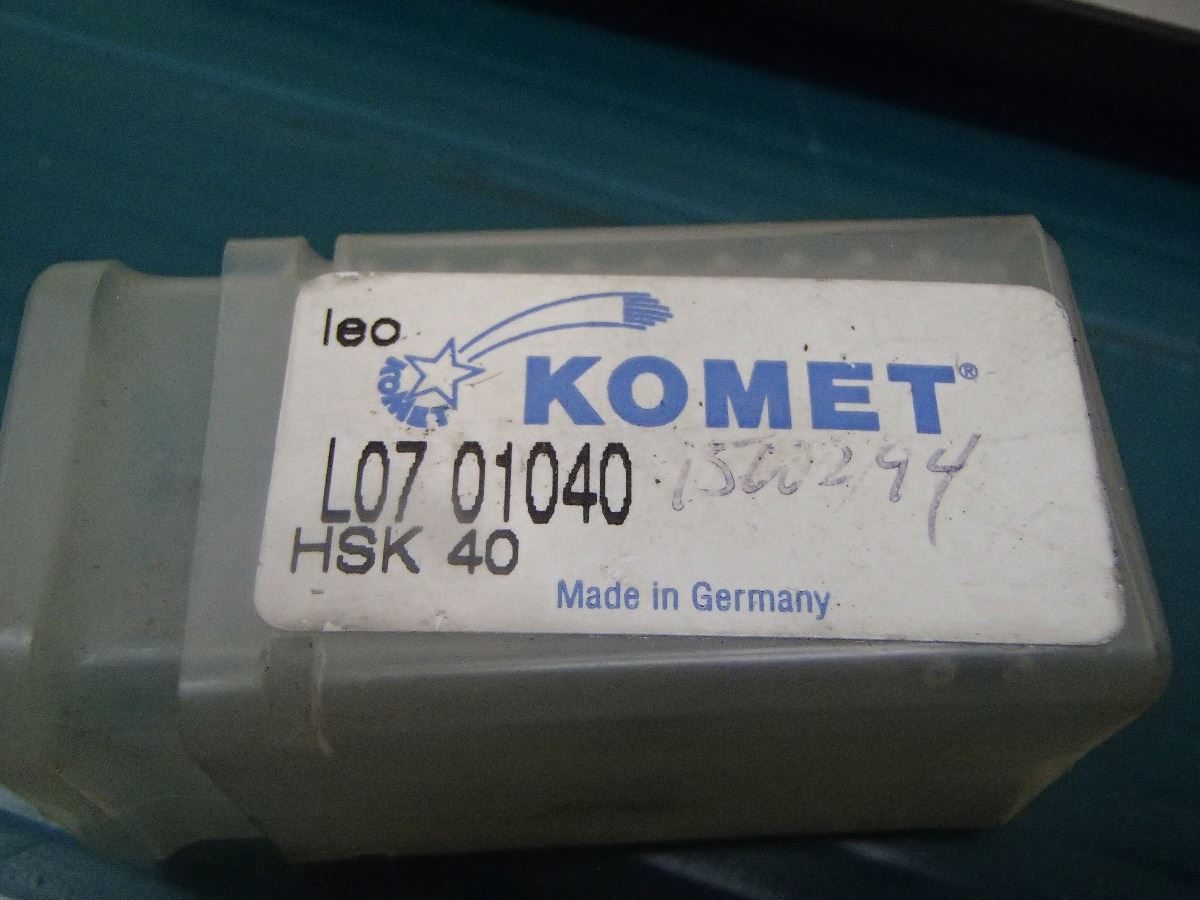 leo
KOMET
KOMET®
L07 01040
HSK 40
Made in Germany